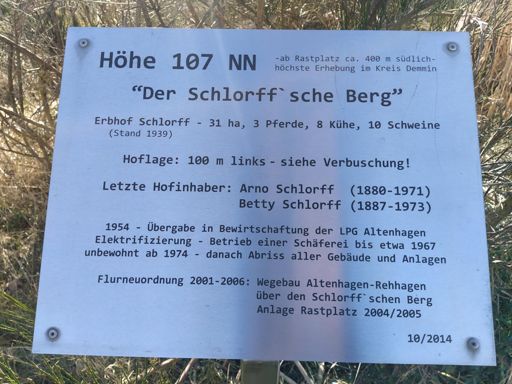 Höhe 107 NN
-ab Rastplatz ca. 400 m südlich-
höchste Erhebung im Kreis Demmin
“Der Schlorff`sche Berg”
Erbhof Schlorff - 31 ha, 3 Pferde, 8 Kühe, 10 Schweine
(Stand 1939)
Hoflage: 100 m links - siehe Verbuschung!
Letzte Hofinhaber: Arno Schlorff (1880-1971)
Betty Schlorff (1887-1973)
1954 - Übergabe in Bewirtschaftung der LPG Altenhagen
Elektrifizierung - Betrieb einer Schäferei bis etwa 1967
unbewohnt ab 1974 - danach Abriss aller Gebäude und Anlagen
Flurneuordnung 2001-2006: Wegebau Altenhagen-Rehhagen
über den Schlorff`schen Berg
Anlage Rastplatz 2004/2005
10/2014